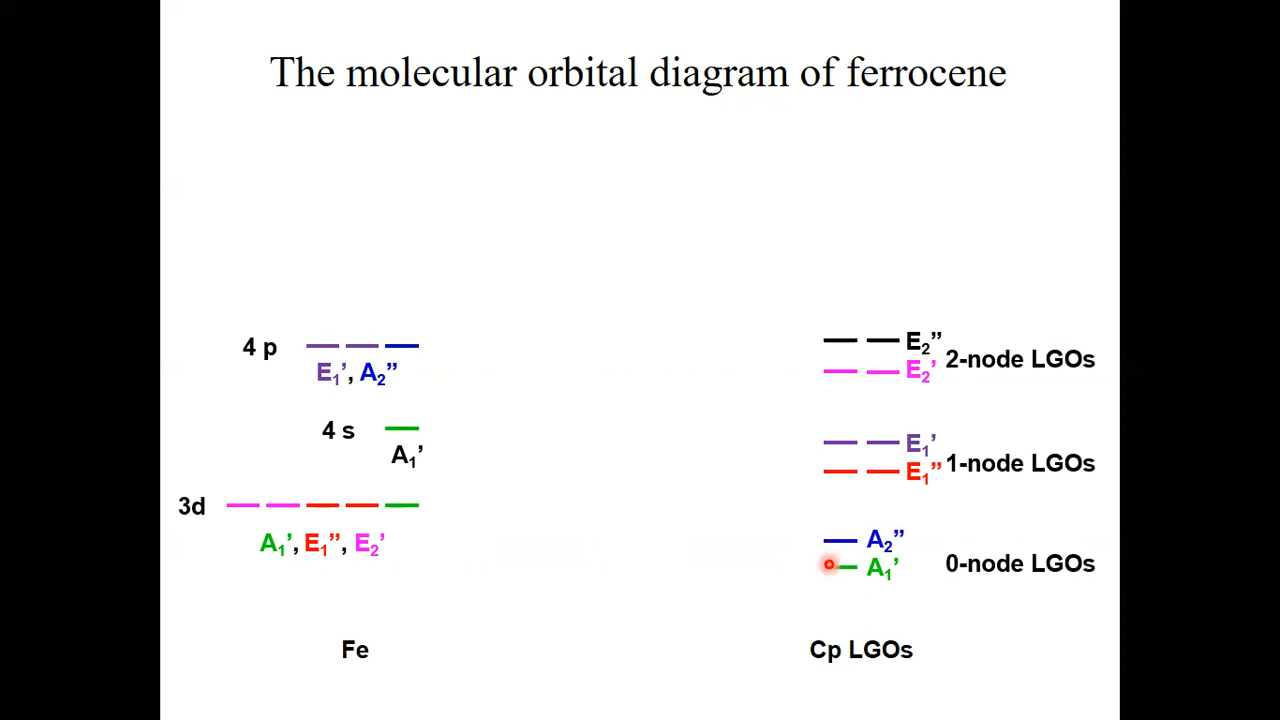 The molecular orbital diagram of ferrocene
4 p
E₁’, A₂”
4 s
A₁’
3d
A₁’, E₁”, E₂’
Fe
E₂”
E₂’
2-node LGOs
E₁’
E₁”
1-node LGOs
A₂”
A₁’
0-node LGOs
Cp LGOs